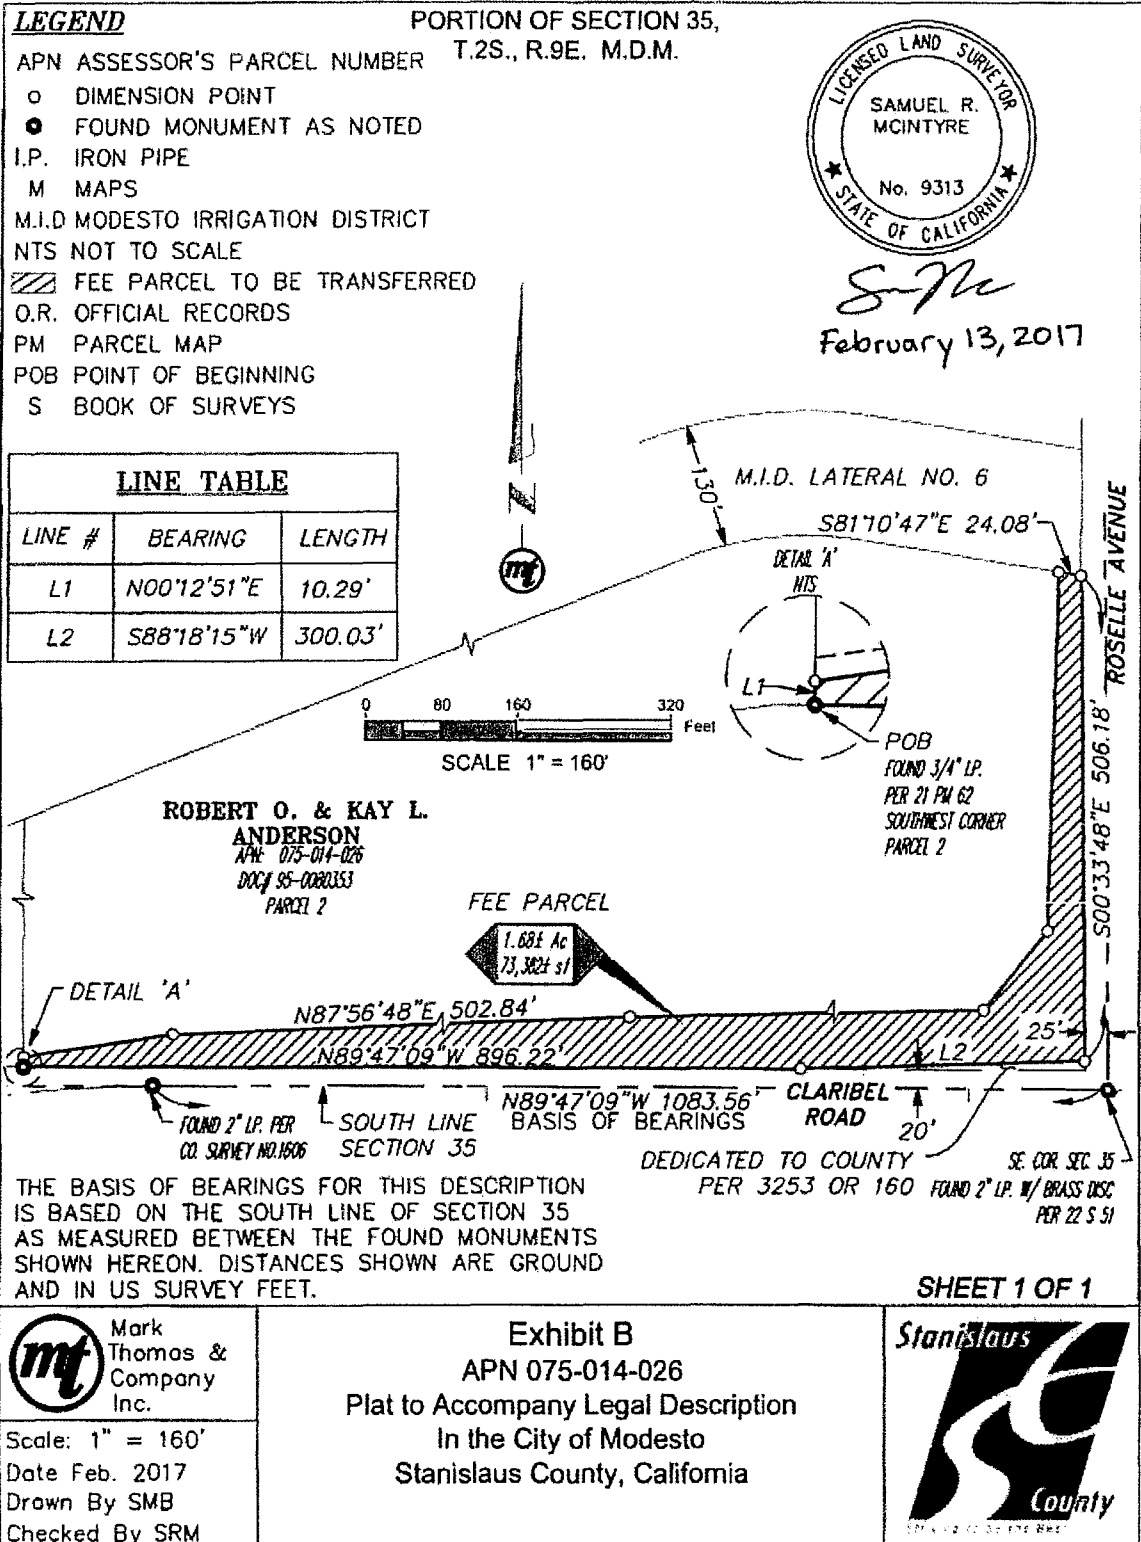 LEGEND
PORTION OF SECTION 35,
T.2S., R.9E. M.D.M.
APN ASSESSOR'S PARCEL NUMBER
DIMENSION POINT
FOUND MONUMENT AS NOTED
I.P. IRON PIPE
M MAPS
M.I.D MODESTO IRRIGATION DISTRICT
NTS NOT TO SCALE
FEE PARCEL TO BE TRANSFERRED
O.R. OFFICIAL RECORDS
PM PARCEL MAP
POB POINT OF BEGINNING
S BOOK OF SURVEYS
LICENSED LAND SURVEYOR
SAMUEL R.
MCINTYRE
No. 9313
STATE OF CALIFORNIA
February 13, 2017
LINE TABLE
LINE # BEARING LENGTH
L1 N00°12'51"E 10.29'
L2 S88°18'15"W 300.03'
130'
M.I.D. LATERAL NO. 6
S81°10'47"E 24.08'
ROSELLE AVENUE
DETAIL 'A'
NTS
L1
POB
FOUND 3/4" I.P.
PER 21 PM 62
SOUTHWEST CORNER
PARCEL 2
S00°33'48"E 506.18'
0 80 160 320
Feet
SCALE 1" = 160'
ROBERT O. & KAY L.
ANDERSON
APN: 075-014-026
DOC# 95-0080353
PARCEL 2
FEE PARCEL
1.68± Ac
73,382± sf
DETAIL 'A'
N87°56'48"E 502.84'
N89°47'09"W 896.22'
L2
25'
FOUND 2" I.P. PER
CO. SURVEY NO.1606
SOUTH LINE
SECTION 35
N89°47'09"W 1083.56'
BASIS OF BEARINGS
CLARIBEL
ROAD
20'
DEDICATED TO COUNTY
PER 3253 OR 160
SE. COR. SEC. 35
FOUND 2" I.P. W/ BRASS DISC
PER 22 S 51
THE BASIS OF BEARINGS FOR THIS DESCRIPTION
IS BASED ON THE SOUTH LINE OF SECTION 35
AS MEASURED BETWEEN THE FOUND MONUMENTS
SHOWN HEREON. DISTANCES SHOWN ARE GROUND
AND IN US SURVEY FEET.
SHEET 1 OF 1
mt
Mark
Thomas &
Company
Inc.
Scale: 1" = 160'
Date Feb. 2017
Drawn By SMB
Checked By SRM
Exhibit B
APN 075-014-026
Plat to Accompany Legal Description
In the City of Modesto
Stanislaus County, California
Stanislaus
County